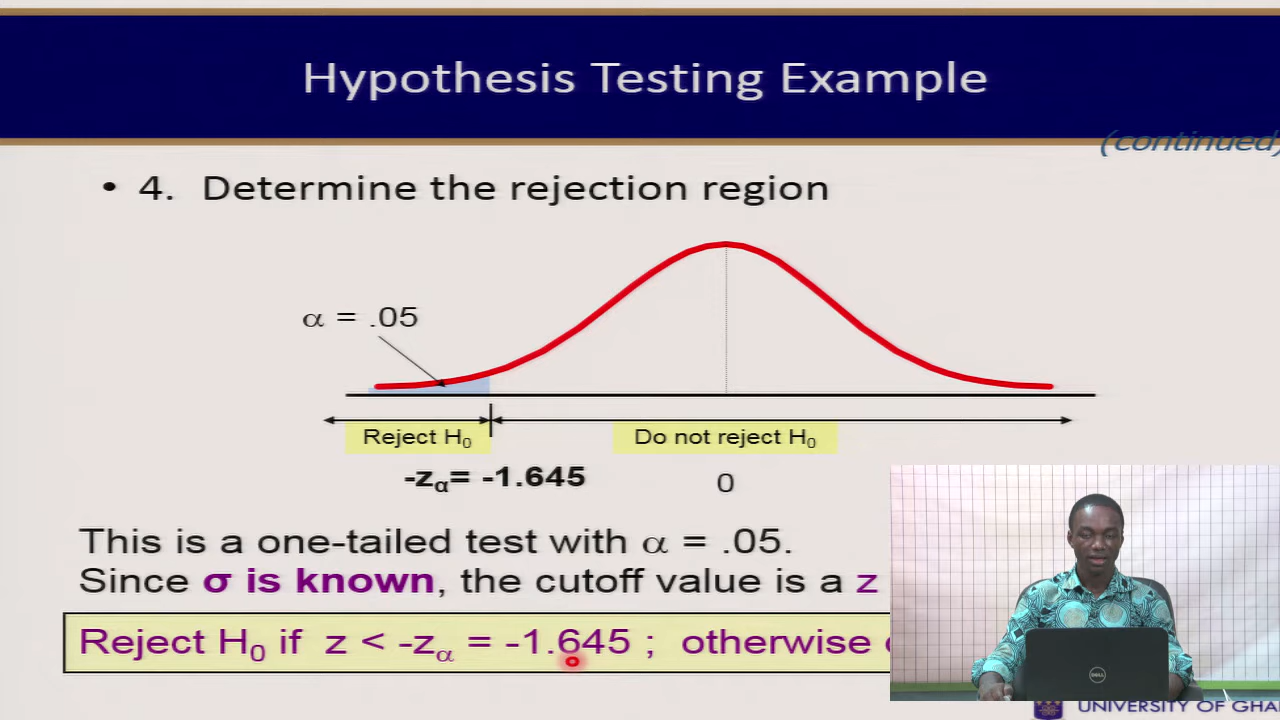 Hypothesis Testing Example
(continued)
• 4. Determine the rejection region
α = .05
Reject H₀
Do not reject H₀
-zα= -1.645
0
This is a one-tailed test with α = .05.
Since σ is known, the cutoff value is a z
Reject H₀ if z < -zα = -1.645 ; otherwise
DELL
UNIVERSITY OF GHA